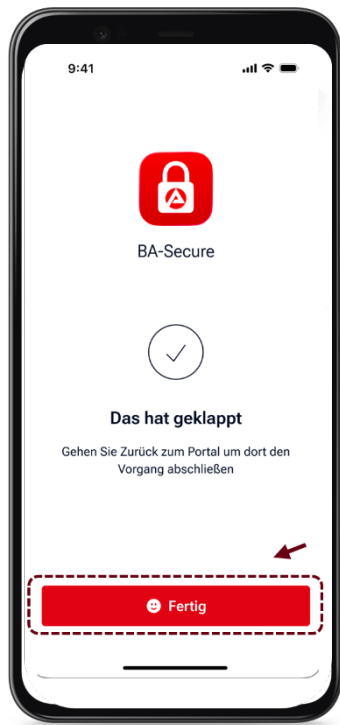 9:41
BA-Secure
Das hat geklappt
Gehen Sie Zurück zum Portal um dort den
Vorgang abschließen
Fertig